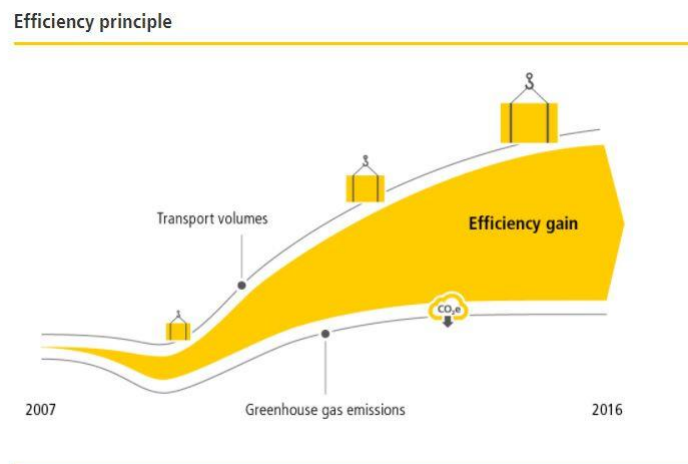 Efficiency principle
Transport volumes
Efficiency gain
CO₂e
Greenhouse gas emissions
2007
2016